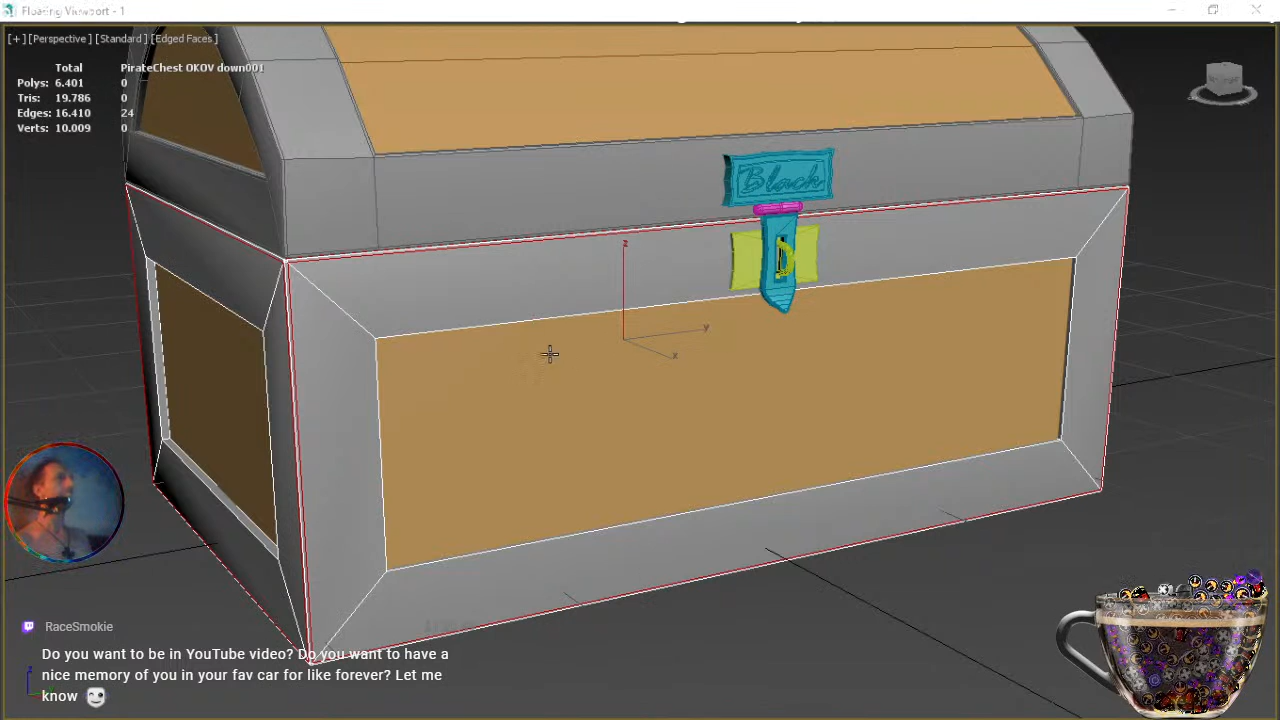 Floating Viewport - 1
[+] [Perspective] [Standard] [Edged Faces]
Total PirateChest OKOV down001
Polys: 6.401 0
Tris: 19.786 0
Edges: 16.410 24
Verts: 10.009 0
Black
z
y
x
RaceSmokie
Do you want to be in YouTube video? Do you want to have a
nice memory of you in your fav car for like forever? Let me
know